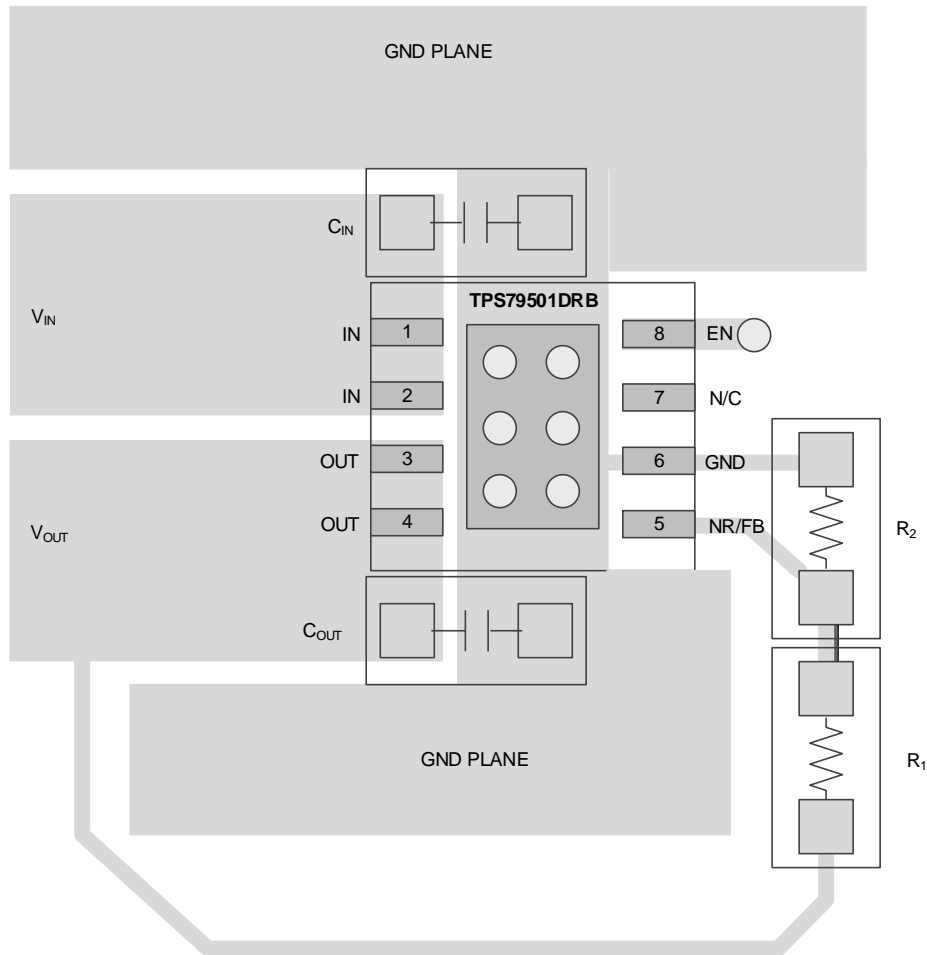 GND PLANE
C_IN
TPS79501DRB
V_IN
IN 1
8 EN
IN 2
7 N/C
OUT 3
6 GND
V_OUT
OUT 4
5 NR/FB
R_2
C_OUT
GND PLANE
R_1